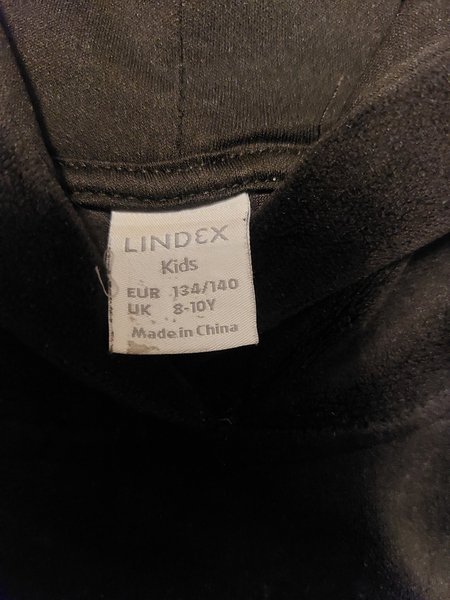 LINDEX
Kids
EUR 134/140
UK 8-10Y
Made in China